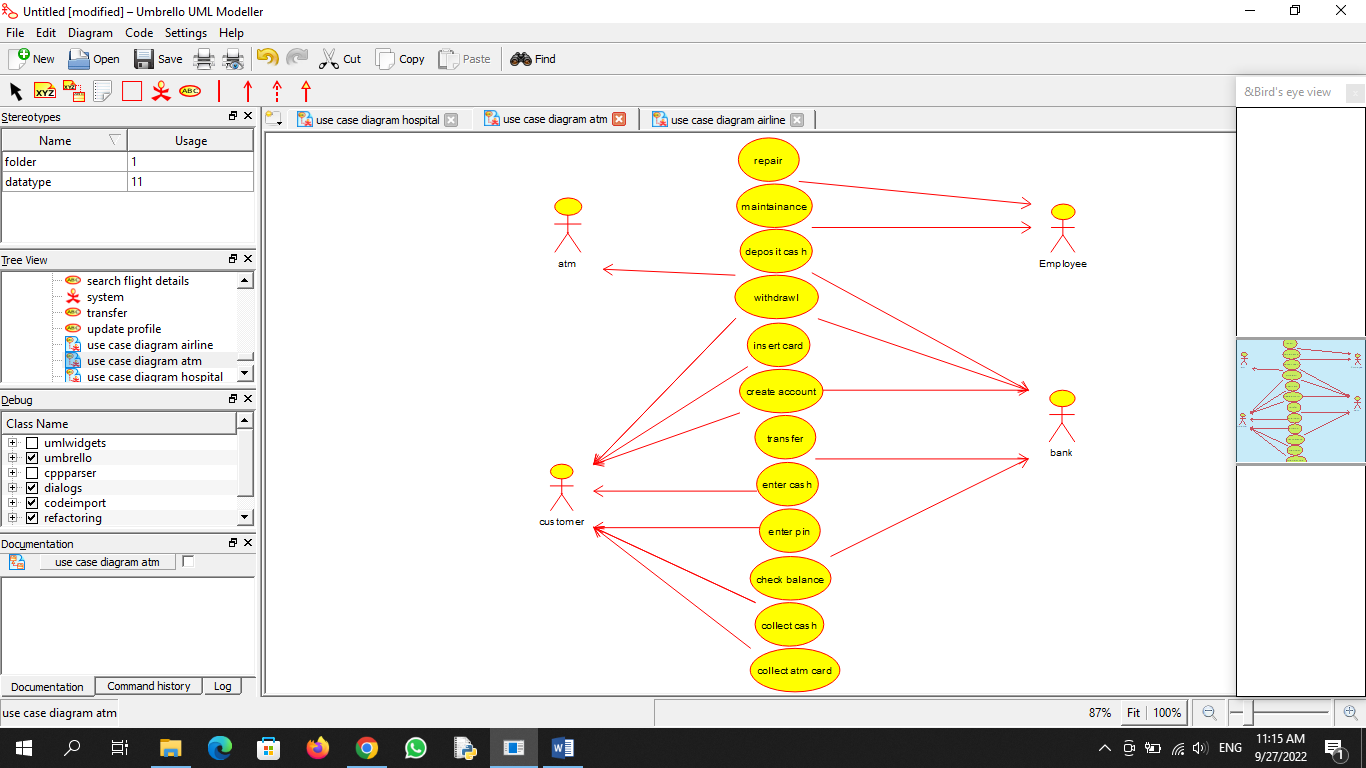 Untitled [modified] – Umbrello UML Modeller
File Edit Diagram Code Settings Help
New Open Save Cut Copy Paste Find
XYZ XYZ ABC
&Bird's eye view
Stereotypes
Name Usage
folder 1
datatype 11
Tree View
search flight details
system
transfer
update profile
use case diagram airline
use case diagram atm
use case diagram hospital
Debug
Class Name
umlwidgets
umbrello
cppparser
dialogs
codeimport
refactoring
Documentation
use case diagram atm
Documentation Command history Log
use case diagram hospital use case diagram atm use case diagram airline
repair
maintainance
deposit cash
withdrawl
insert card
create account
transfer
enter cash
enter pin
check balance
collect cash
collect atm card
atm
Employee
customer
bank
use case diagram atm
87% Fit 100%
ENG
11:15 AM
9/27/2022
1